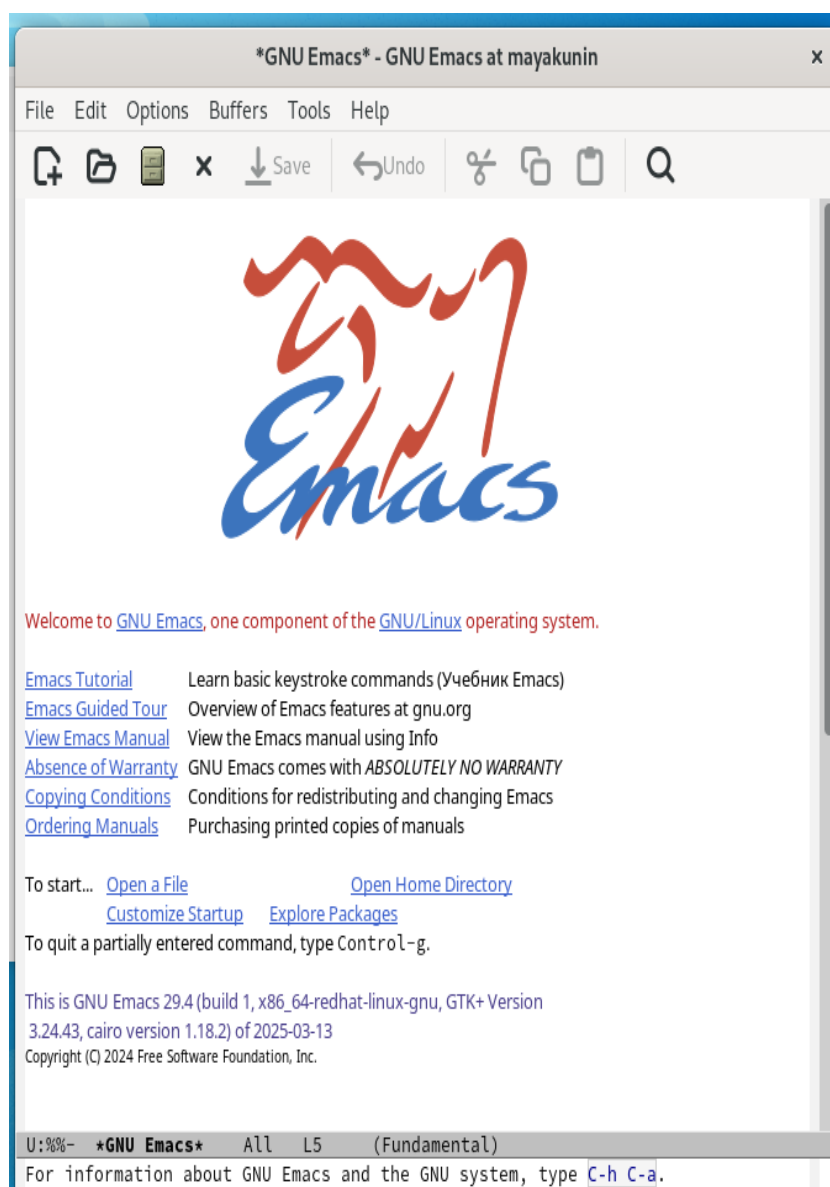 *GNU Emacs* - GNU Emacs at mayakunin
File Edit Options Buffers Tools Help
Save Undo
Emacs
Welcome to GNU Emacs, one component of the GNU/Linux operating system.
Emacs Tutorial Learn basic keystroke commands (Учебник Emacs)
Emacs Guided Tour Overview of Emacs features at gnu.org
View Emacs Manual View the Emacs manual using Info
Absence of Warranty GNU Emacs comes with ABSOLUTELY NO WARRANTY
Copying Conditions Conditions for redistributing and changing Emacs
Ordering Manuals Purchasing printed copies of manuals
To start... Open a File Open Home Directory
Customize Startup Explore Packages
To quit a partially entered command, type Control-g.
This is GNU Emacs 29.4 (build 1, x86_64-redhat-linux-gnu, GTK+ Version
3.24.43, cairo version 1.18.2) of 2025-03-13
Copyright (C) 2024 Free Software Foundation, Inc.
U:%%- *GNU Emacs* All L5 (Fundamental)
For information about GNU Emacs and the GNU system, type C-h C-a.